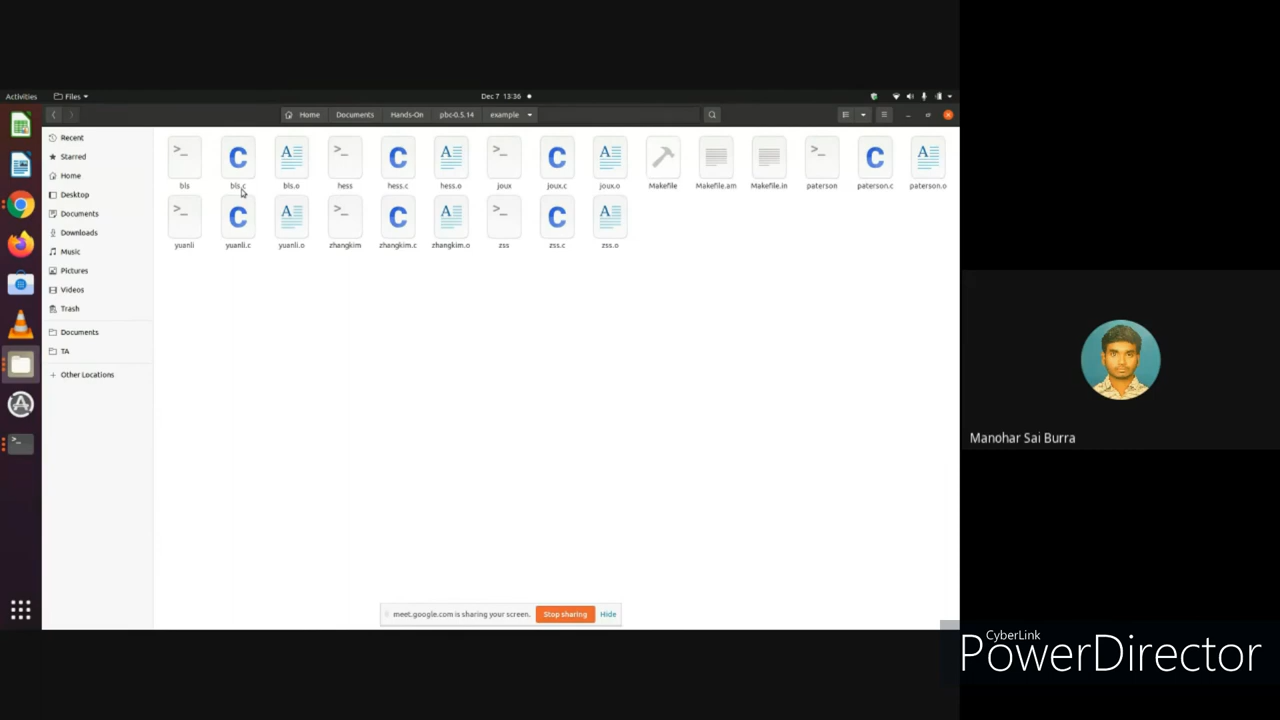 Activities
Files
Dec 7 13:36
Home
Documents
Hands-On
pbc-0.5.14
example
Recent
Starred
Home
Desktop
Documents
Downloads
Music
Pictures
Videos
Trash
Documents
TA
+ Other Locations
bls
bls.c
bls.o
hess
hess.c
hess.o
joux
joux.c
joux.o
Makefile
Makefile.am
Makefile.in
paterson
paterson.c
paterson.o
yuanli
yuanli.c
yuanli.o
zhangkim
zhangkim.c
zhangkim.o
zss
zss.c
zss.o
meet.google.com is sharing your screen.
Stop sharing
Hide
Manohar Sai Burra
CyberLink
PowerDirector